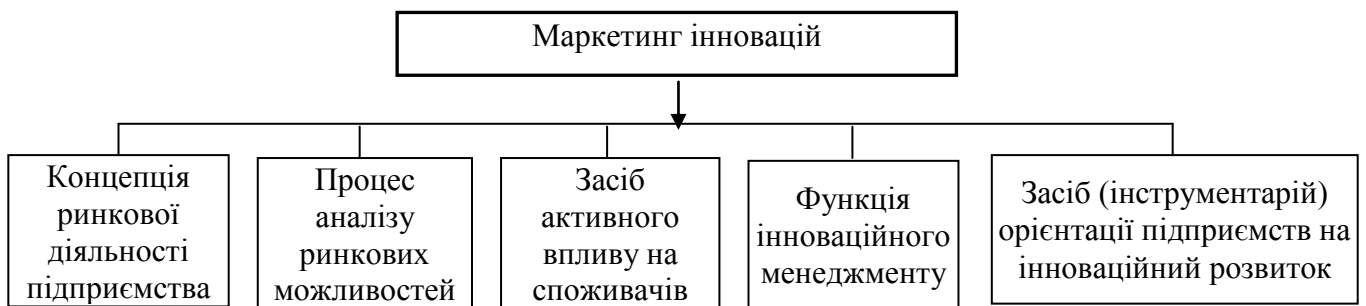 Маркетинг інновацій
Концепція
ринкової
діяльності
підприємства
Процес
аналізу
ринкових
можливостей
Засіб
активного
впливу на
споживачів
Функція
інноваційного
менеджменту
Засіб (інструментарій)
орієнтації підприємств на
інноваційний розвиток